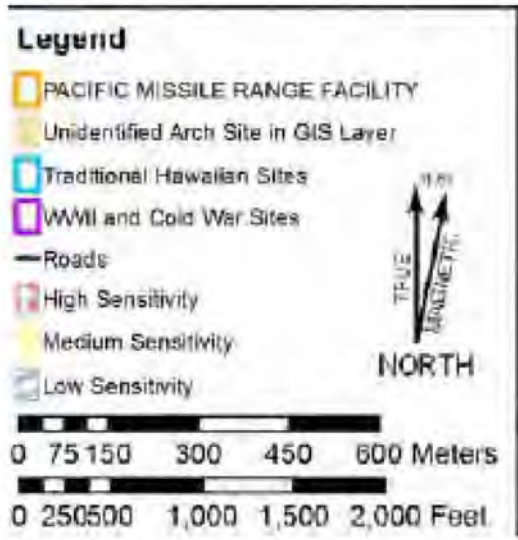 Legend
PACIFIC MISSILE RANGE FACILITY
Unidentified Arch Site in GIS Layer
Traditional Hawaiian Sites
WWII and Cold War Sites
Roads
High Sensitivity
Medium Sensitivity
Low Sensitivity
TRUE
MAGNETIC
NORTH
0 75 150 300 450 600 Meters
0 250 500 1,000 1,500 2,000 Feet